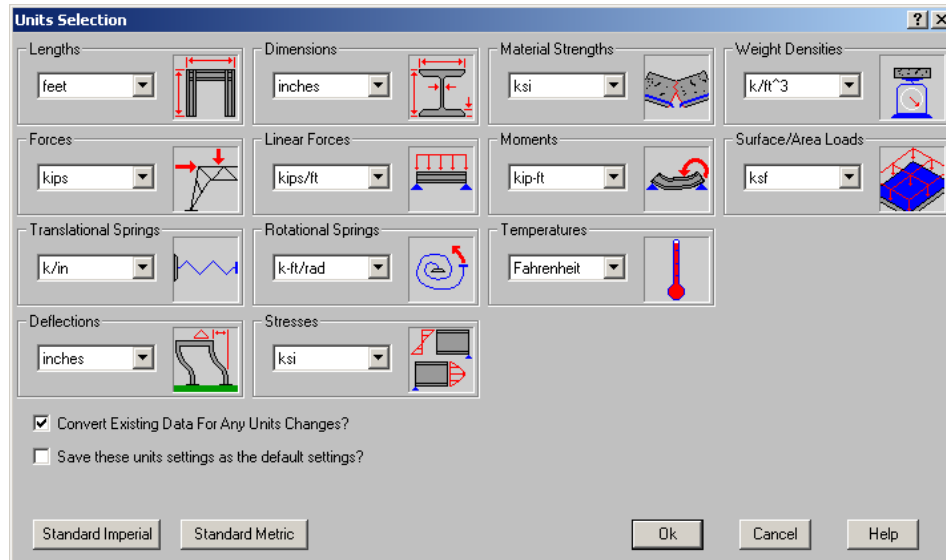 Units Selection
Lengths Dimensions Material Strengths Weight Densities
feet inches ksi k/ft^3
Forces Linear Forces Moments Surface/Area Loads
kips kips/ft kip-ft ksf
Translational Springs Rotational Springs Temperatures
k/in k-ft/rad Fahrenheit
Deflections Stresses
inches ksi
Convert Existing Data For Any Units Changes?
Save these units settings as the default settings?
Standard Imperial Standard Metric Ok Cancel Help